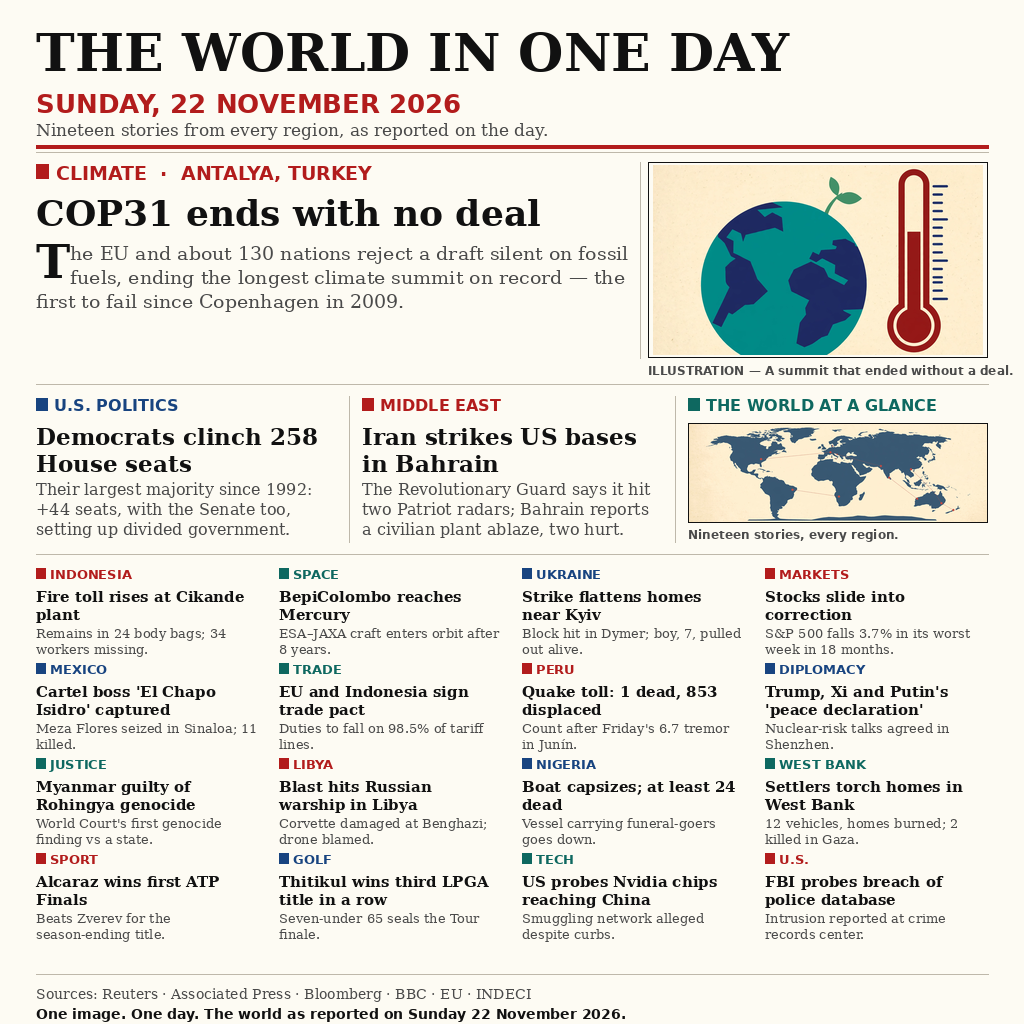 THE WORLD IN ONE DAY
SUNDAY, 22 NOVEMBER 2026
Nineteen stories from every region, as reported on the day.
CLIMATE · ANTALYA, TURKEY
COP31 ends with no deal
The EU and about 130 nations reject a draft silent on fossil
fuels, ending the longest climate summit on record — the
first to fail since Copenhagen in 2009.
ILLUSTRATION — A summit that ended without a deal.
U.S. POLITICS
Democrats clinch 258
House seats
Their largest majority since 1992:
+44 seats, with the Senate too,
setting up divided government.
MIDDLE EAST
Iran strikes US bases
in Bahrain
The Revolutionary Guard says it hit
two Patriot radars; Bahrain reports
a civilian plant ablaze, two hurt.
THE WORLD AT A GLANCE
Nineteen stories, every region.
INDONESIA
Fire toll rises at Cikande
plant
Remains in 24 body bags; 34
workers missing.
SPACE
BepiColombo reaches
Mercury
ESA–JAXA craft enters orbit after
8 years.
UKRAINE
Strike flattens homes
near Kyiv
Block hit in Dymer; boy, 7, pulled
out alive.
MARKETS
Stocks slide into
correction
S&P 500 falls 3.7% in its worst
week in 18 months.
MEXICO
Cartel boss 'El Chapo
Isidro' captured
Meza Flores seized in Sinaloa; 11
killed.
TRADE
EU and Indonesia sign
trade pact
Duties to fall on 98.5% of tariff
lines.
PERU
Quake toll: 1 dead, 853
displaced
Count after Friday's 6.7 tremor
in Junín.
DIPLOMACY
Trump, Xi and Putin's
'peace declaration'
Nuclear-risk talks agreed in
Shenzhen.
JUSTICE
Myanmar guilty of
Rohingya genocide
World Court's first genocide
finding vs a state.
LIBYA
Blast hits Russian
warship in Libya
Corvette damaged at Benghazi;
drone blamed.
NIGERIA
Boat capsizes; at least 24
dead
Vessel carrying funeral-goers
goes down.
WEST BANK
Settlers torch homes in
West Bank
12 vehicles, homes burned; 2
killed in Gaza.
SPORT
Alcaraz wins first ATP
Finals
Beats Zverev for the
season-ending title.
GOLF
Thitikul wins third LPGA
title in a row
Seven-under 65 seals the Tour
finale.
TECH
US probes Nvidia chips
reaching China
Smuggling network alleged
despite curbs.
U.S.
FBI probes breach of
police database
Intrusion reported at crime
records center.
Sources: Reuters · Associated Press · Bloomberg · BBC · EU · INDECI
One image. One day. The world as reported on Sunday 22 November 2026.